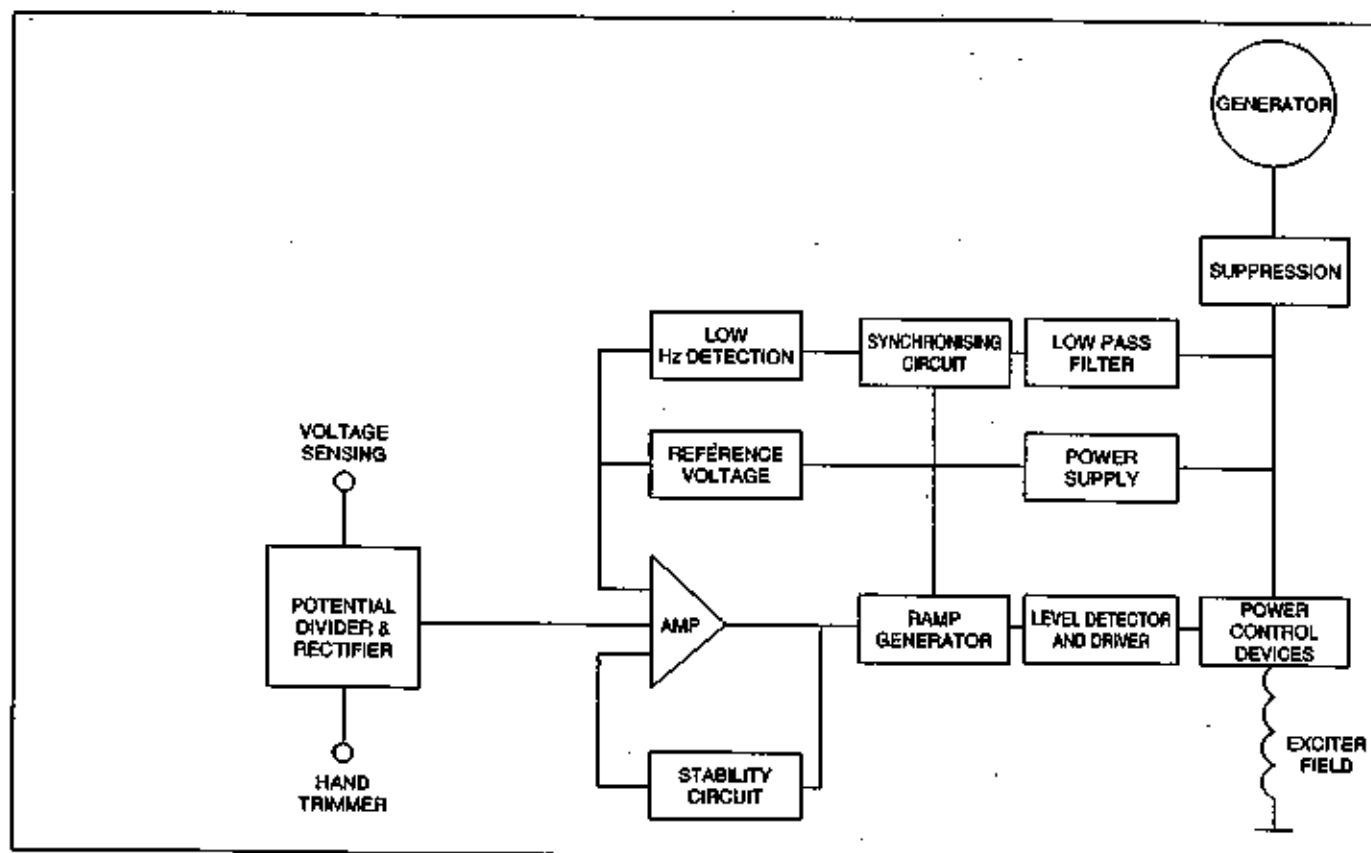 GENERATOR
SUPPRESSION
LOW
Hz DETECTION
SYNCHRONISING
CIRCUIT
LOW PASS
FILTER
VOLTAGE
SENSING
REFERENCE
VOLTAGE
POWER
SUPPLY
POTENTIAL
DIVIDER &
RECTIFIER
AMP
RAMP
GENERATOR
LEVEL DETECTOR
AND DRIVER
POWER
CONTROL
DEVICES
HAND
TRIMMER
STABILITY
CIRCUIT
EXCITER
FIELD